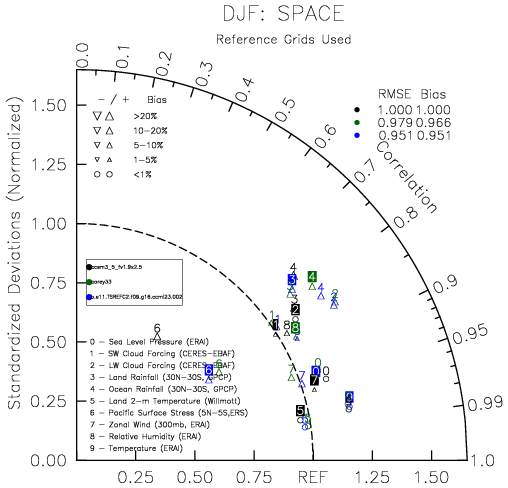 DJF: SPACE
Reference Grids Used
0.0
0.1
0.2
0.3
0.4
0.5
0.6
0.7
0.8
0.9
0.95
0.99
1.0
Correlation
Standardized Deviations (Normalized)
1.50
1.25
1.00
0.75
0.50
0.25
0.00
0.25
0.50
0.75
REF
1.25
1.50
- / + Bias
>20%
10-20%
5-10%
1-5%
<1%
RMSE Bias
1.000 1.000
0.979 0.966
0.951 0.951
0 - Sea Level Pressure (ERAI)
1 - SW Cloud Forcing (CERES-EBAF)
2 - LW Cloud Forcing (CERES-EBAF)
3 - Land Rainfall (30N-30S, GPCP)
4 - Ocean Rainfall (30N-30S, GPCP)
5 - Land 2-m Temperature (Willmott)
6 - Pacific Surface Stress (5N-5S,ERS)
7 - Zonal Wind (300mb, ERAI)
8 - Relative Humidity (ERAI)
9 - Temperature (ERAI)